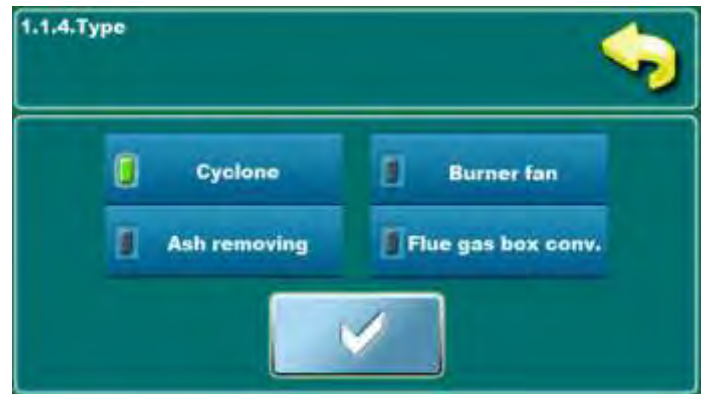 1.1.4.Type
Cyclone
Burner fan
Ash removing
Flue gas box conv.